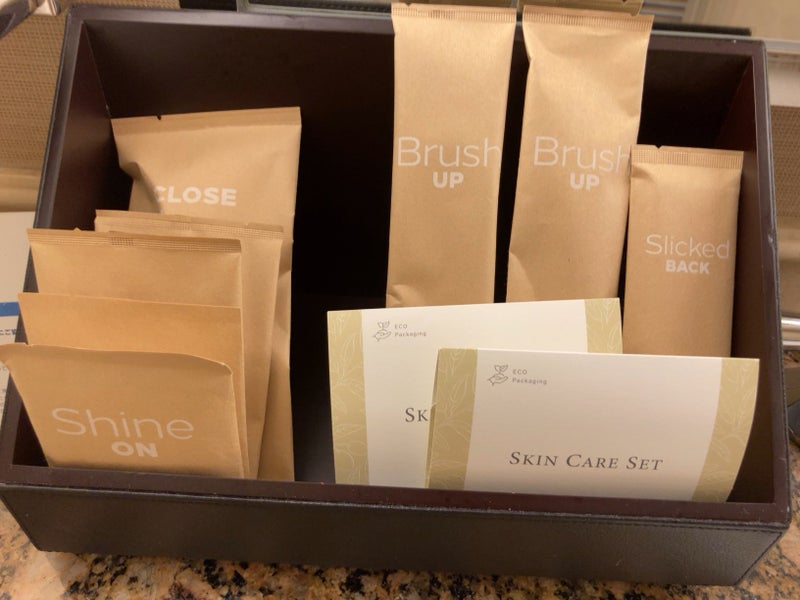 CLOSE
Brush
UP
Brush
UP
Slicked
BACK
Shine
ON
ECO
Packaging
SK
ECO
Packaging
SKIN CARE SET